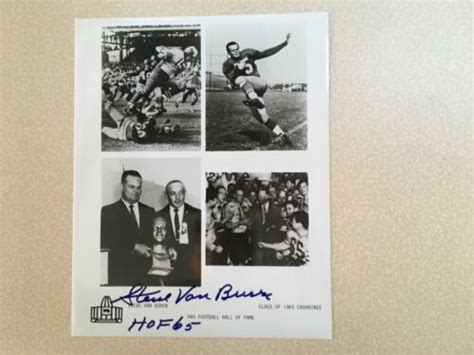 Steve Van Buren
STEVE VAN BUREN
CLASS OF 1965 ENSHRINEE
PRO FOOTBALL HALL OF FAME
HOF 65